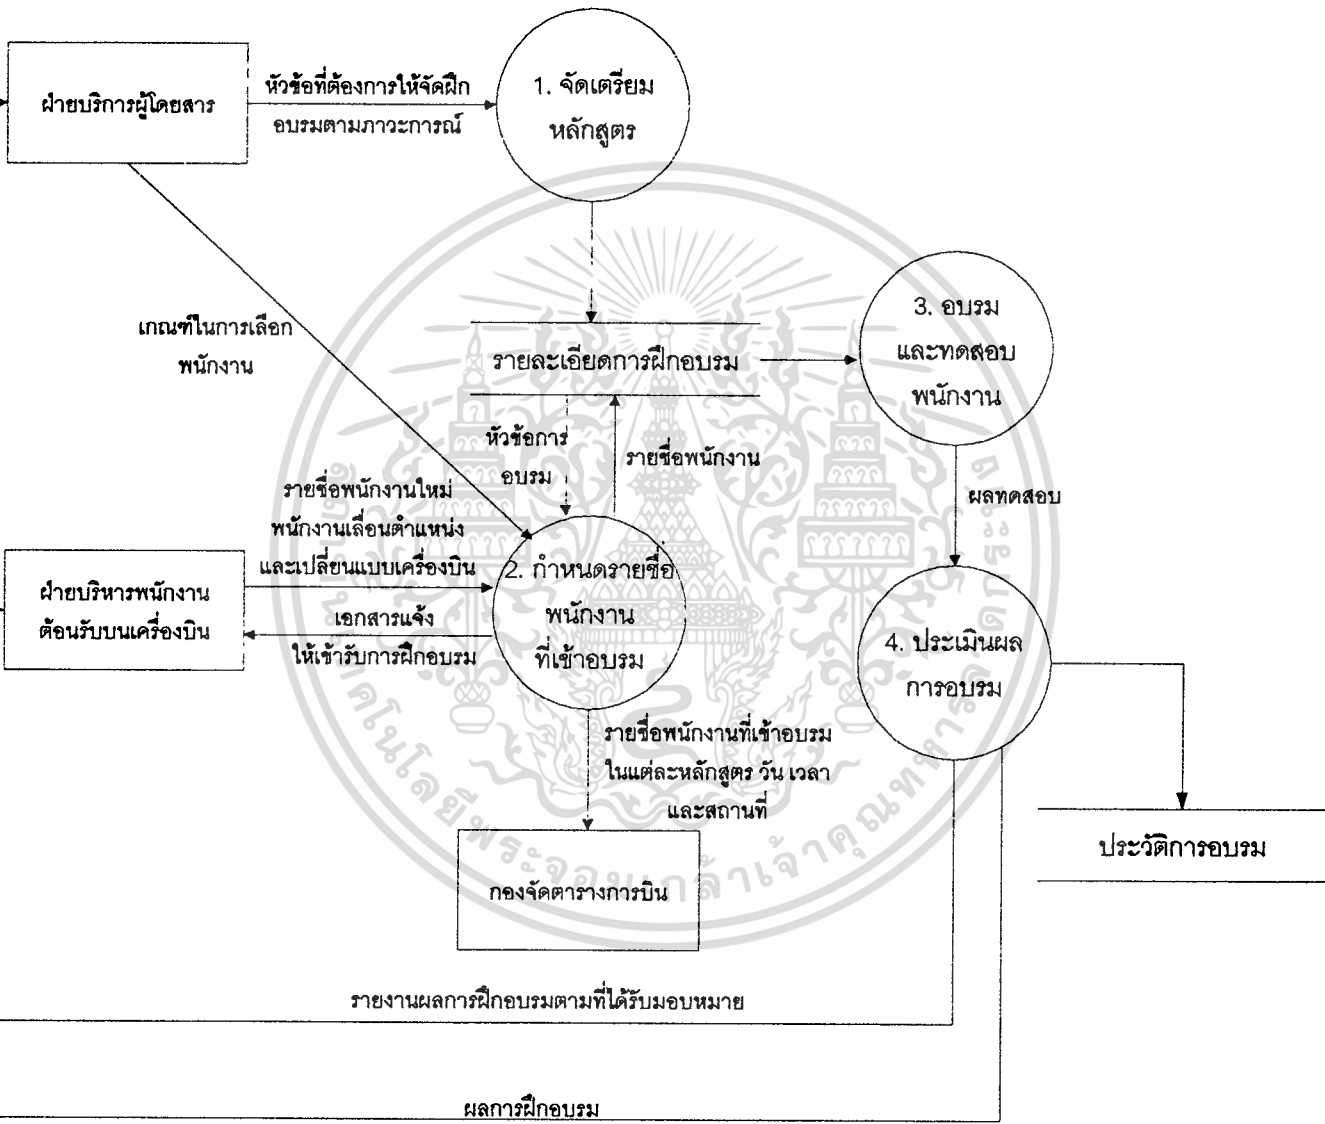 ฝ่ายบริการผู้โดยสาร
หัวข้อที่ต้องการให้จัดฝึก
อบรมตามภาวะการณ์
1. จัดเตรียม
หลักสูตร
เกณฑ์ในการเลือก
พนักงาน
รายละเอียดการฝึกอบรม
3. อบรม
และทดสอบ
พนักงาน
หัวข้อการ
อบรม
รายชื่อพนักงาน
ผลทดสอบ
รายชื่อพนักงานใหม่
พนักงานเลื่อนตำแหน่ง
และเปลี่ยนแบบเครื่องบิน
ฝ่ายบริหารพนักงาน
ต้อนรับบนเครื่องบิน
เอกสารแจ้ง
ให้เข้ารับการฝึกอบรม
2. กำหนดรายชื่อ
พนักงาน
ที่เข้าอบรม
4. ประเมินผล
การอบรม
รายชื่อพนักงานที่เข้าอบรม
ในแต่ละหลักสูตร วัน เวลา
และสถานที่
กองจัดตารางการบิน
ประวัติการอบรม
รายงานผลการฝึกอบรมตามที่ได้รับมอบหมาย
ผลการฝึกอบรม